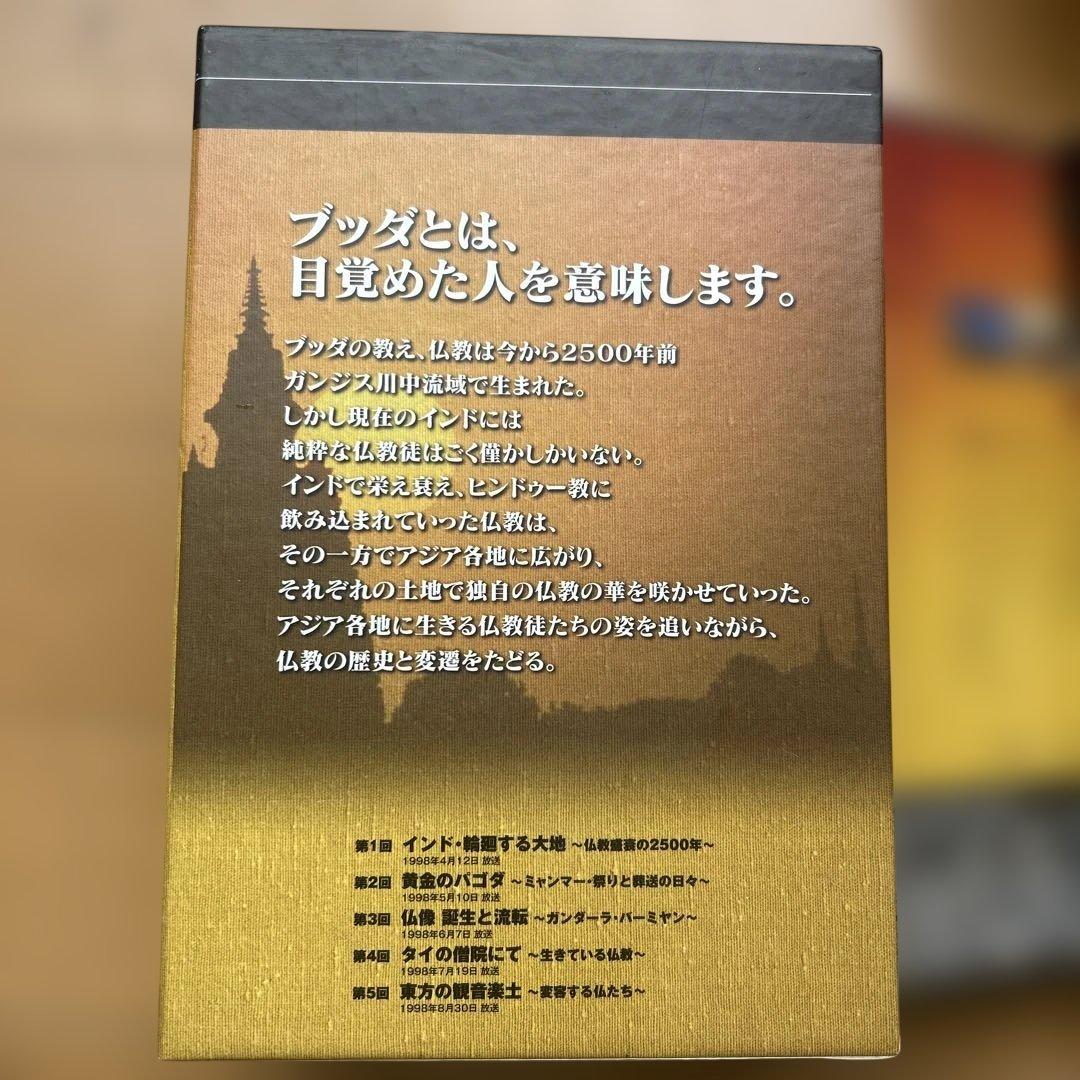 ブッダとは、
目覚めた人を意味します。
ブッダの教え、仏教は今から2500年前
ガンジス川中流域で生まれた。
しかし現在のインドには
純粋な仏教徒はごく僅かしかいない。
インドで栄え衰え、ヒンドゥー教に
飲み込まれていった仏教は、
その一方でアジア各地に広がり、
それぞれの土地で独自の仏教の華を咲かせていった。
アジア各地に生きる仏教徒たちの姿を追いながら、
仏教の歴史と変遷をたどる。
第1回 インド・輪廻する大地 〜仏教盛衰の2500年〜
1998年4月12日 放送
第2回 黄金のパゴダ 〜ミャンマー・祭りと葬送の日々〜
1998年5月10日 放送
第3回 仏像 誕生と流転 〜ガンダーラ・バーミヤン〜
1998年6月7日 放送
第4回 タイの僧院にて 〜生きている仏教〜
1998年7月19日 放送
第5回 東方の観音楽土 〜変容する仏たち〜
1998年8月30日 放送